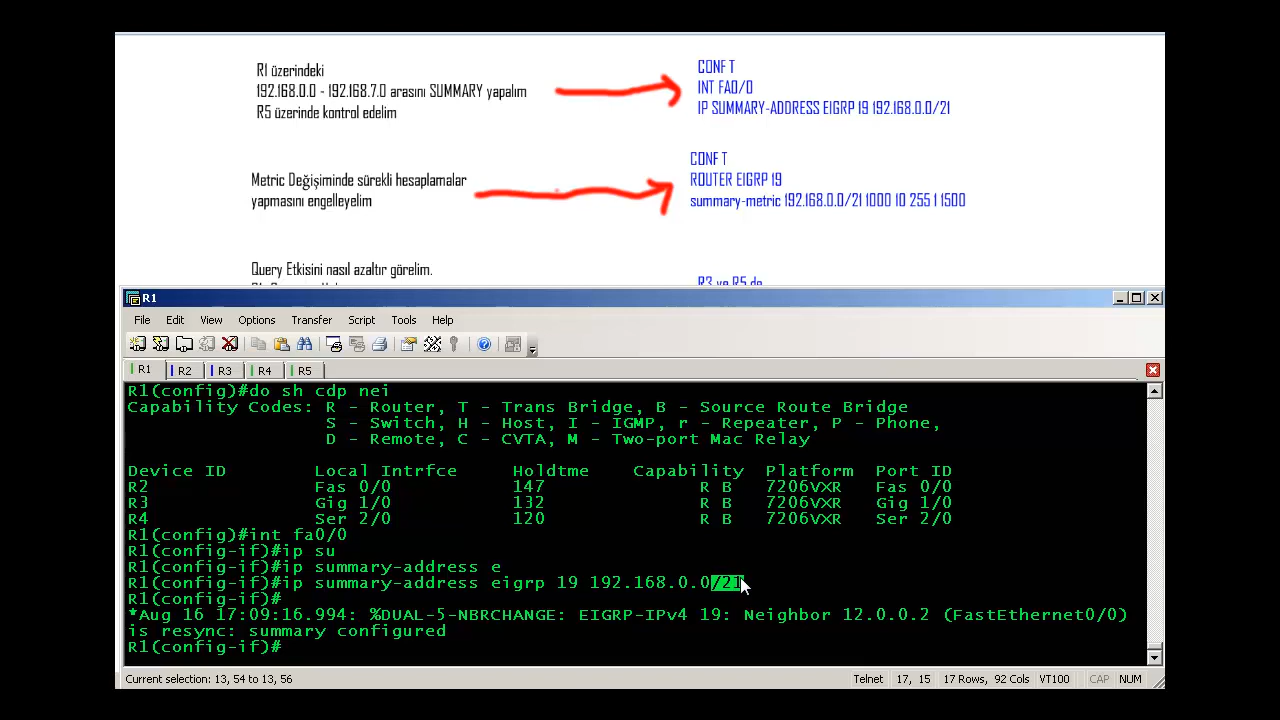 R1 üzerindeki
192.168.0.0 - 192.168.7.0 arasını SUMMARY yapalım
R5 üzerinde kontrol edelim
CONF T
INT FA0/0
IP SUMMARY-ADDRESS EIGRP 19 192.168.0.0/21
Metric Değişiminde sürekli hesaplamalar
yapmasını engelleyelim
CONF T
ROUTER EIGRP 19
summary-metric 192.168.0.0/21 1000 10 255 1 1500
Query Etkisini nasıl azaltır görelim.
R3 ve R5 de
R1
File Edit View Options Transfer Script Tools Help
R1 R2 R3 R4 R5
R1(config)#do sh cdp nei
Capability Codes: R - Router, T - Trans Bridge, B - Source Route Bridge
S - Switch, H - Host, I - IGMP, r - Repeater, P - Phone,
D - Remote, C - CVTA, M - Two-port Mac Relay
Device ID Local Intrfce Holdtme Capability Platform Port ID
R2 Fas 0/0 147 R B 7206VXR Fas 0/0
R3 Gig 1/0 132 R B 7206VXR Gig 1/0
R4 Ser 2/0 120 R B 7206VXR Ser 2/0
R1(config)#int fa0/0
R1(config-if)#ip su
R1(config-if)#ip summary-address e
R1(config-if)#ip summary-address eigrp 19 192.168.0.0/21
R1(config-if)#
*Aug 16 17:09:16.994: %DUAL-5-NBRCHANGE: EIGRP-IPv4 19: Neighbor 12.0.0.2 (FastEthernet0/0)
is resync: summary configured
R1(config-if)#
Current selection: 13, 54 to 13, 56 Telnet 17, 15 17 Rows, 92 Cols VT100 CAP NUM